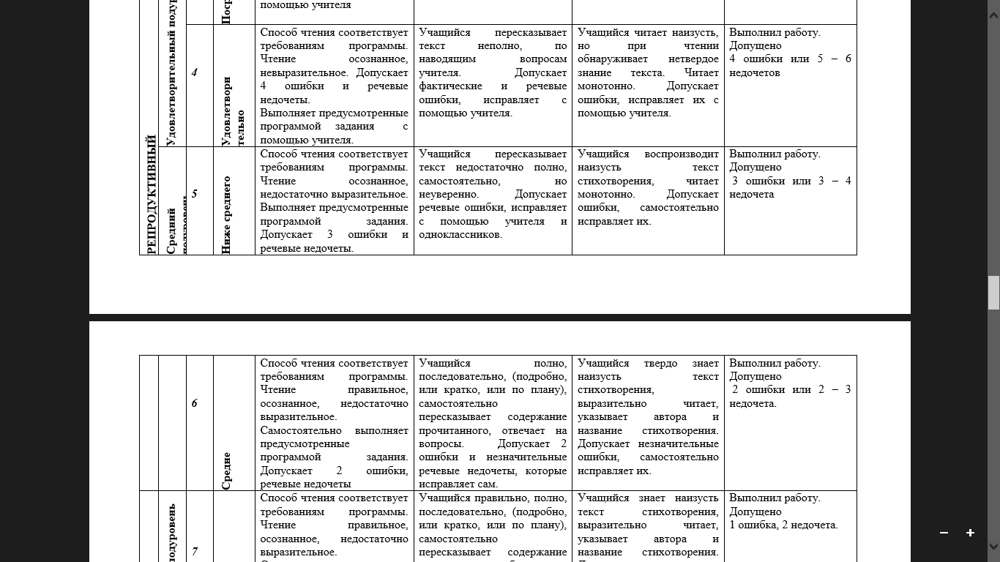 помощью учителя
РЕПРОДУКТИВНЫЙ
Удовлетворительный
4
Удовлетвори
тельно
Способ чтения соответствует
требованиям программы.
Чтение осознанное,
невыразительное. Допускает
4 ошибки и речевые
недочеты.
Выполняет предусмотренные
программой задания с
помощью учителя.
Учащийся пересказывает
текст неполно, по
наводящим вопросам
учителя. Допускает
фактические и речевые
ошибки, исправляет с
помощью учителя.
Учащийся читает наизусть,
но при чтении
обнаруживает нетвердое
знание текста. Читает
монотонно. Допускает
ошибки, исправляет их с
помощью учителя.
Выполнил работу.
Допущено
4 ошибки или 5 – 6
недочетов
Средний
5
Ниже среднего
Способ чтения соответствует
требованиям программы.
Чтение осознанное,
недостаточно выразительное.
Выполняет предусмотренные
программой задания.
Допускает 3 ошибки и
речевые недочеты.
Учащийся пересказывает
текст недостаточно полно,
самостоятельно, но
неуверенно. Допускает
речевые ошибки, исправляет
с помощью учителя и
одноклассников.
Учащийся воспроизводит
наизусть текст
стихотворения, читает
монотонно. Допускает
ошибки, самостоятельно
исправляет их.
Выполнил работу.
Допущено
3 ошибки или 3 – 4
недочета
6
Средне
Способ чтения соответствует
требованиям программы.
Чтение правильное,
осознанное, недостаточно
выразительное.
Самостоятельно выполняет
предусмотренные
программой задания.
Допускает 2 ошибки,
речевые недочеты
Учащийся полно,
последовательно, (подробно,
или кратко, или по плану),
самостоятельно
пересказывает содержание
прочитанного, отвечает на
вопросы. Допускает 2
ошибки и незначительные
речевые недочеты, которые
исправляет сам.
Учащийся твердо знает
наизусть текст
стихотворения,
выразительно читает,
указывает автора и
название стихотворения.
Допускает незначительные
ошибки, самостоятельно
исправляет их.
Выполнил работу.
Допущено
2 ошибки или 2 – 3
недочета.
7
Способ чтения соответствует
требованиям программы.
Чтение правильное,
осознанное, недостаточно
выразительное.
Учащийся правильно, полно,
последовательно, (подробно,
или кратко, или по плану),
самостоятельно
пересказывает содержание
Учащийся знает наизусть
текст стихотворения,
выразительно читает,
указывает автора и
название стихотворения.
Выполнил работу.
Допущено
1 ошибка, 2 недочета.